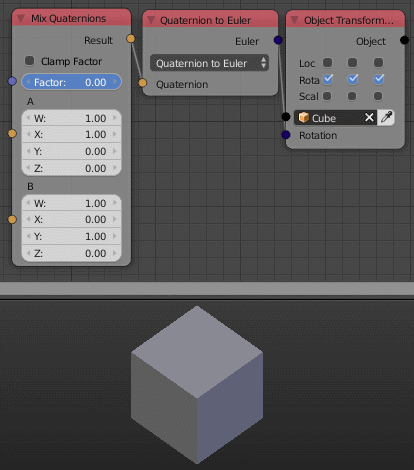 Mix Quaternions
Result
Clamp Factor
Factor: 0.00
A
W: 1.00
X: 1.00
Y: 0.00
Z: 0.00
B
W: 1.00
X: 0.00
Y: 1.00
Z: 0.00
Quaternion to Euler
Euler
Quaternion to Euler
Quaternion
Object Transform...
Object
Loc
Rota
Scal
Cube
Rotation